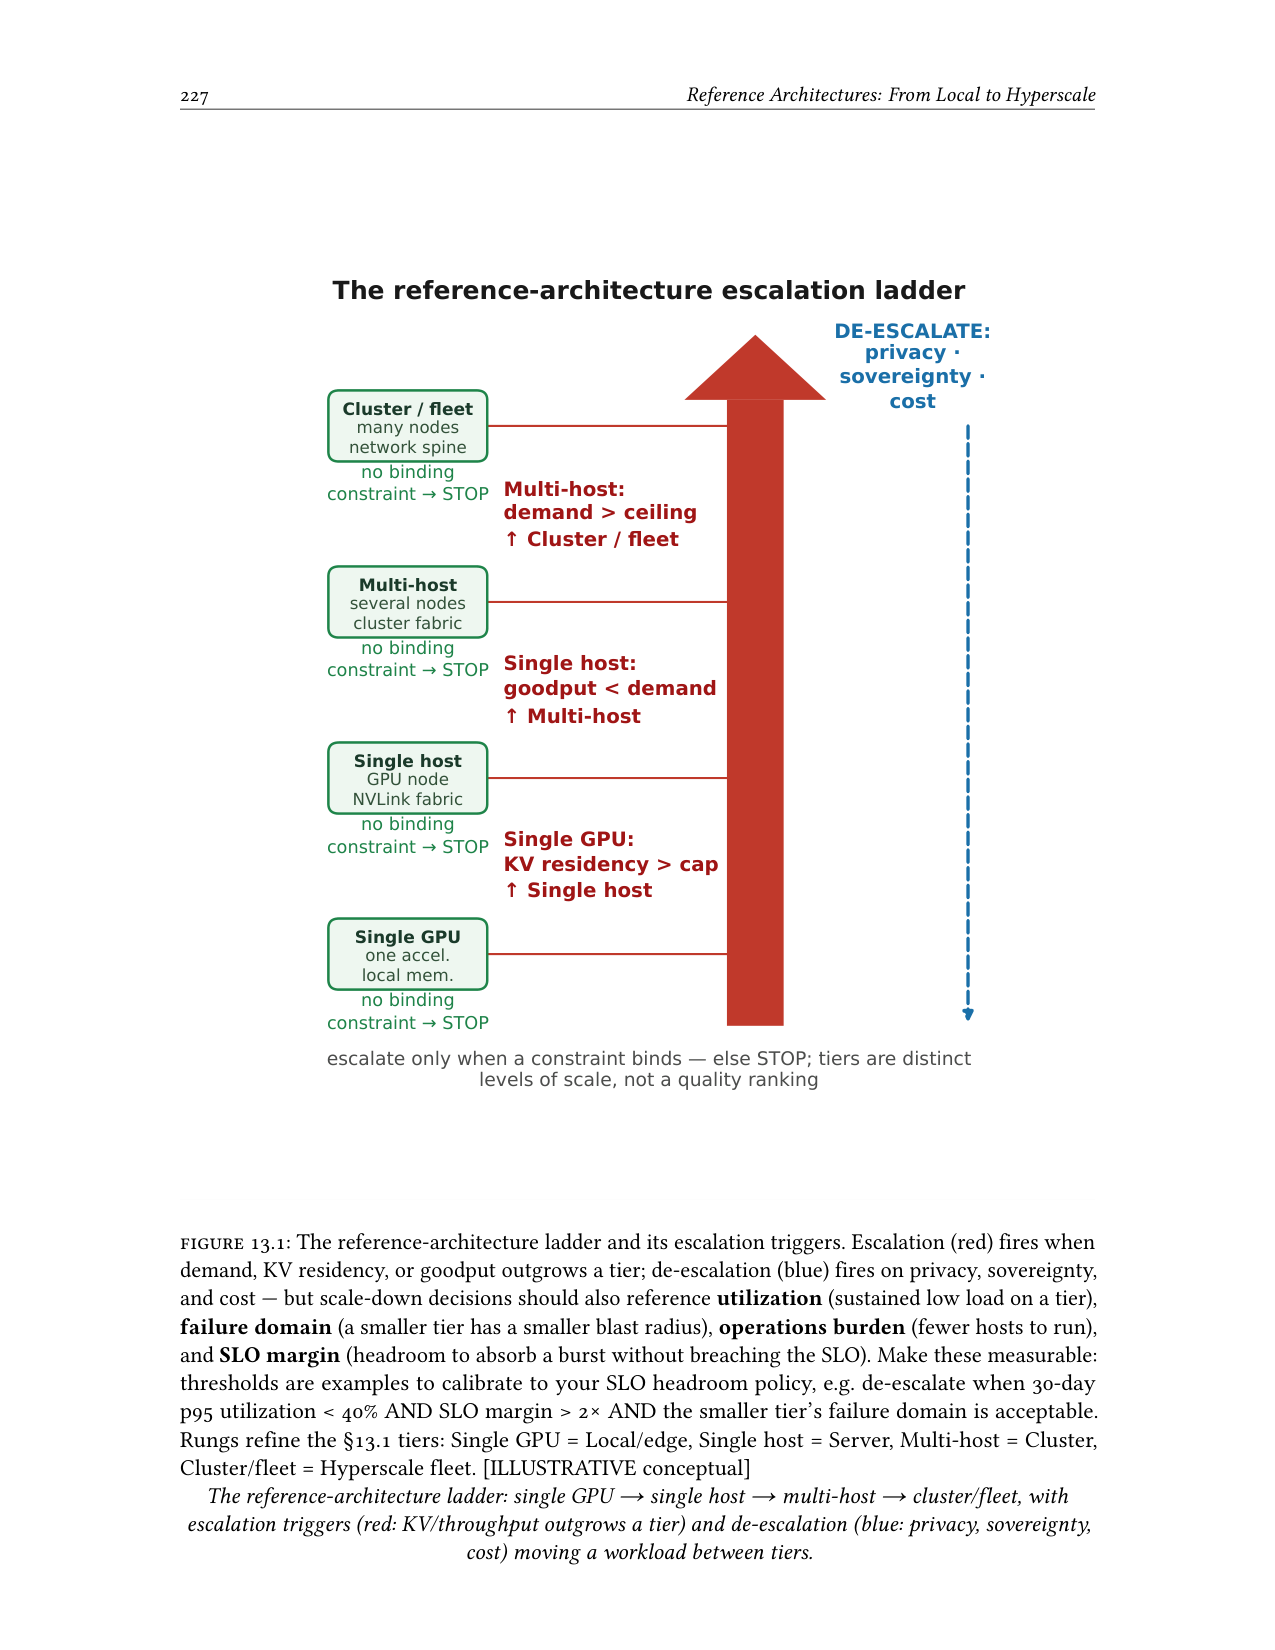 227
Reference Architectures: From Local to Hyperscale
The reference-architecture escalation ladder
DE-ESCALATE:
privacy ·
sovereignty ·
cost
Cluster / fleet
many nodes
network spine
no binding
constraint → STOP
Multi-host:
demand > ceiling
↑ Cluster / fleet
Multi-host
several nodes
cluster fabric
no binding
constraint → STOP
Single host:
goodput < demand
↑ Multi-host
Single host
GPU node
NVLink fabric
no binding
constraint → STOP
Single GPU:
KV residency > cap
↑ Single host
Single GPU
one accel.
local mem.
no binding
constraint → STOP
escalate only when a constraint binds — else STOP; tiers are distinct
levels of scale, not a quality ranking
FIGURE 13.1: The reference-architecture ladder and its escalation triggers. Escalation (red) fires when
demand, KV residency, or goodput outgrows a tier; de-escalation (blue) fires on privacy, sovereignty,
and cost — but scale-down decisions should also reference utilization (sustained low load on a tier),
failure domain (a smaller tier has a smaller blast radius), operations burden (fewer hosts to run),
and SLO margin (headroom to absorb a burst without breaching the SLO). Make these measurable:
thresholds are examples to calibrate to your SLO headroom policy, e.g. de-escalate when 30-day
p95 utilization < 40% AND SLO margin > 2× AND the smaller tier's failure domain is acceptable.
Rungs refine the §13.1 tiers: Single GPU = Local/edge, Single host = Server, Multi-host = Cluster,
Cluster/fleet = Hyperscale fleet. [ILLUSTRATIVE conceptual]
The reference-architecture ladder: single GPU → single host → multi-host → cluster/fleet, with
escalation triggers (red: KV/throughput outgrows a tier) and de-escalation (blue: privacy, sovereignty,
cost) moving a workload between tiers.